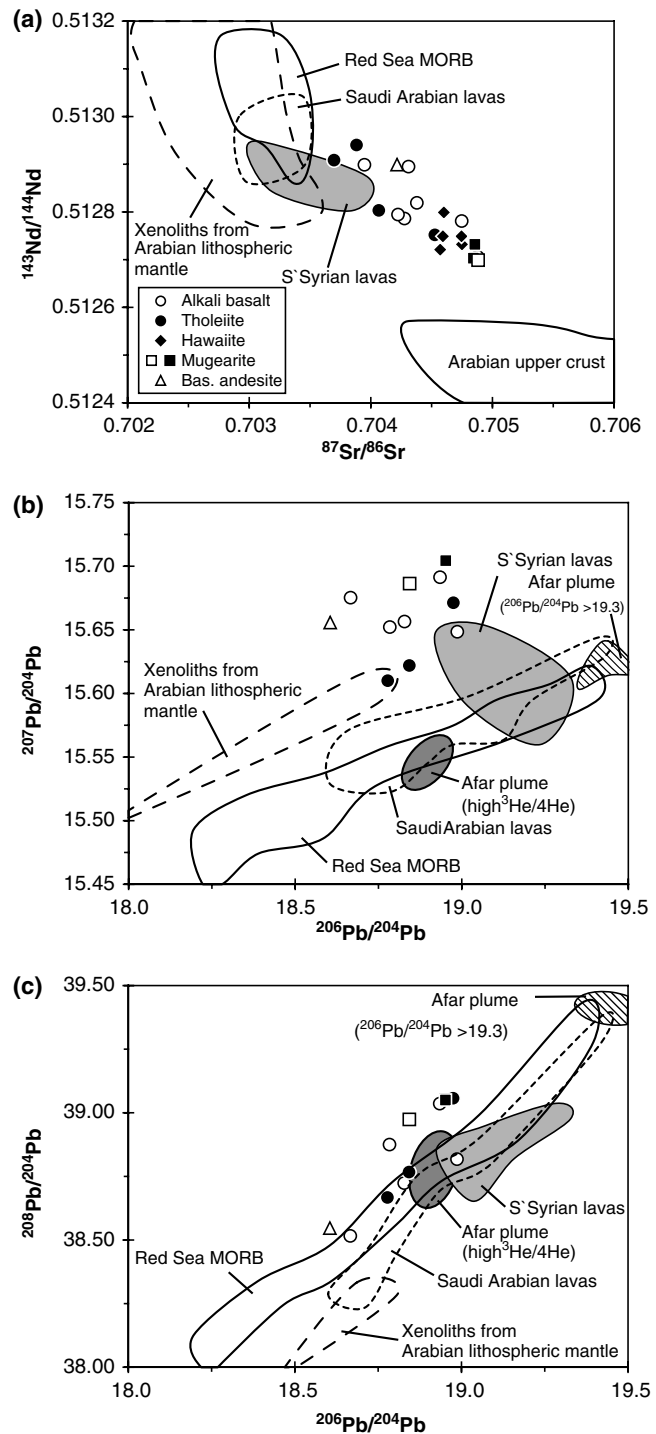 (a)
0.5132
0.5130
0.5128
0.5126
0.5124
¹⁴³Nd/¹⁴⁴Nd
Red Sea MORB
Saudi Arabian lavas
Xenoliths from
Arabian lithospheric
mantle
S`Syrian lavas
Alkali basalt
Tholeiite
Hawaiite
Mugearite
Bas. andesite
Arabian upper crust
0.702
0.703
0.704
0.705
0.706
⁸⁷Sr/⁸⁶Sr
(b)
15.75
15.70
15.65
15.60
15.55
15.50
15.45
²⁰⁷Pb/²⁰⁴Pb
S`Syrian lavas
Afar plume
(²⁰⁶Pb/²⁰⁴Pb >19.3)
Xenoliths from
Arabian lithospheric
mantle
Afar plume
(high³He/4He)
Saudi Arabian lavas
Red Sea MORB
18.0
18.5
19.0
19.5
²⁰⁶Pb/²⁰⁴Pb
(c)
39.50
39.00
38.50
38.00
²⁰⁸Pb/²⁰⁴Pb
Afar plume
(²⁰⁶Pb/²⁰⁴Pb >19.3)
S`Syrian lavas
Afar plume
(high³He/4He)
Red Sea MORB
Saudi Arabian lavas
Xenoliths from
Arabian lithospheric mantle
18.0
18.5
19.0
19.5
²⁰⁶Pb/²⁰⁴Pb